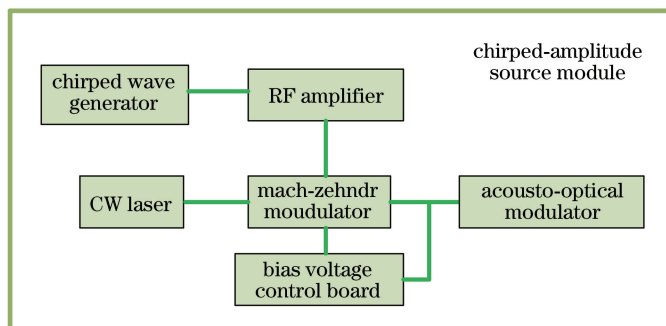 chirped-amplitude
source module
chirped wave
generator
RF amplifier
CW laser
mach-zehndr
moudulator
acousto-optical
modulator
bias voltage
control board